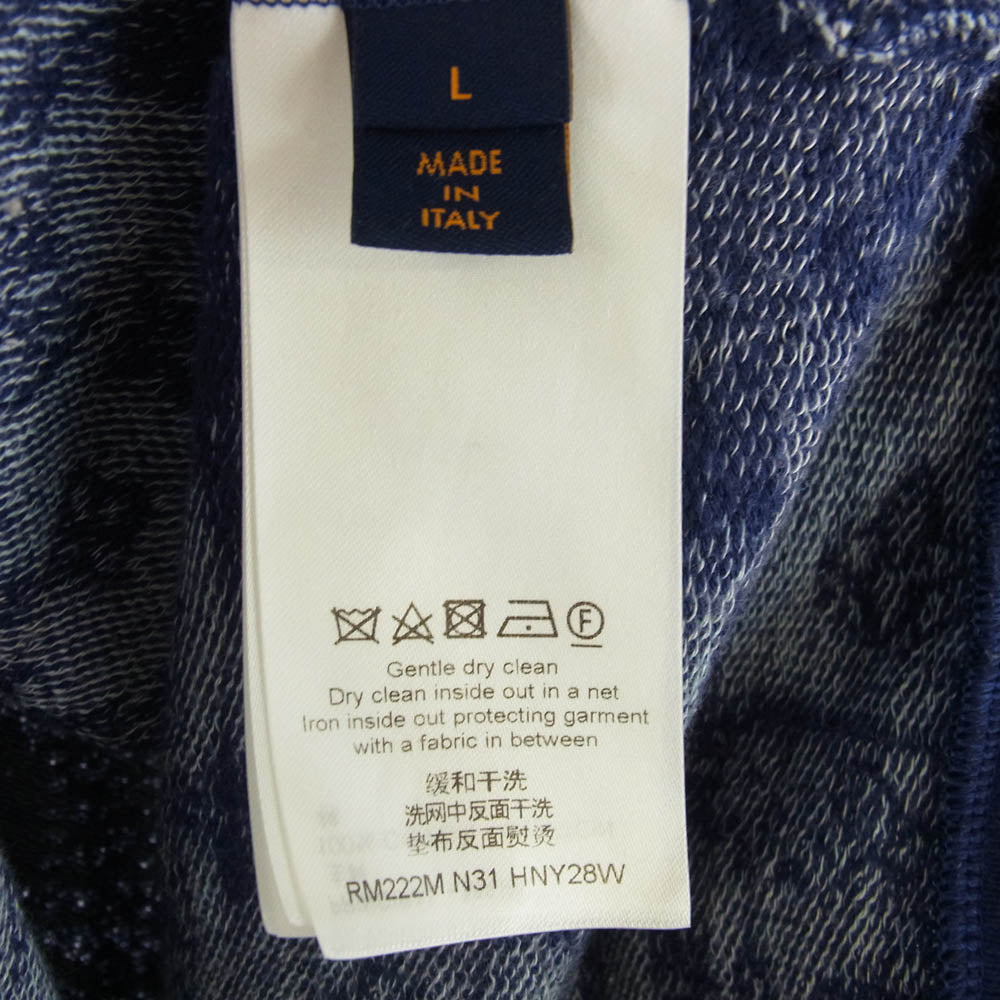 L
MADE
IN
ITALY
F
Gentle dry clean
Dry clean inside out in a net
Iron inside out protecting garment
with a fabric in between
缓和干洗
洗网中反面干洗
垫布反面熨烫
RM222M N31 HNY28W